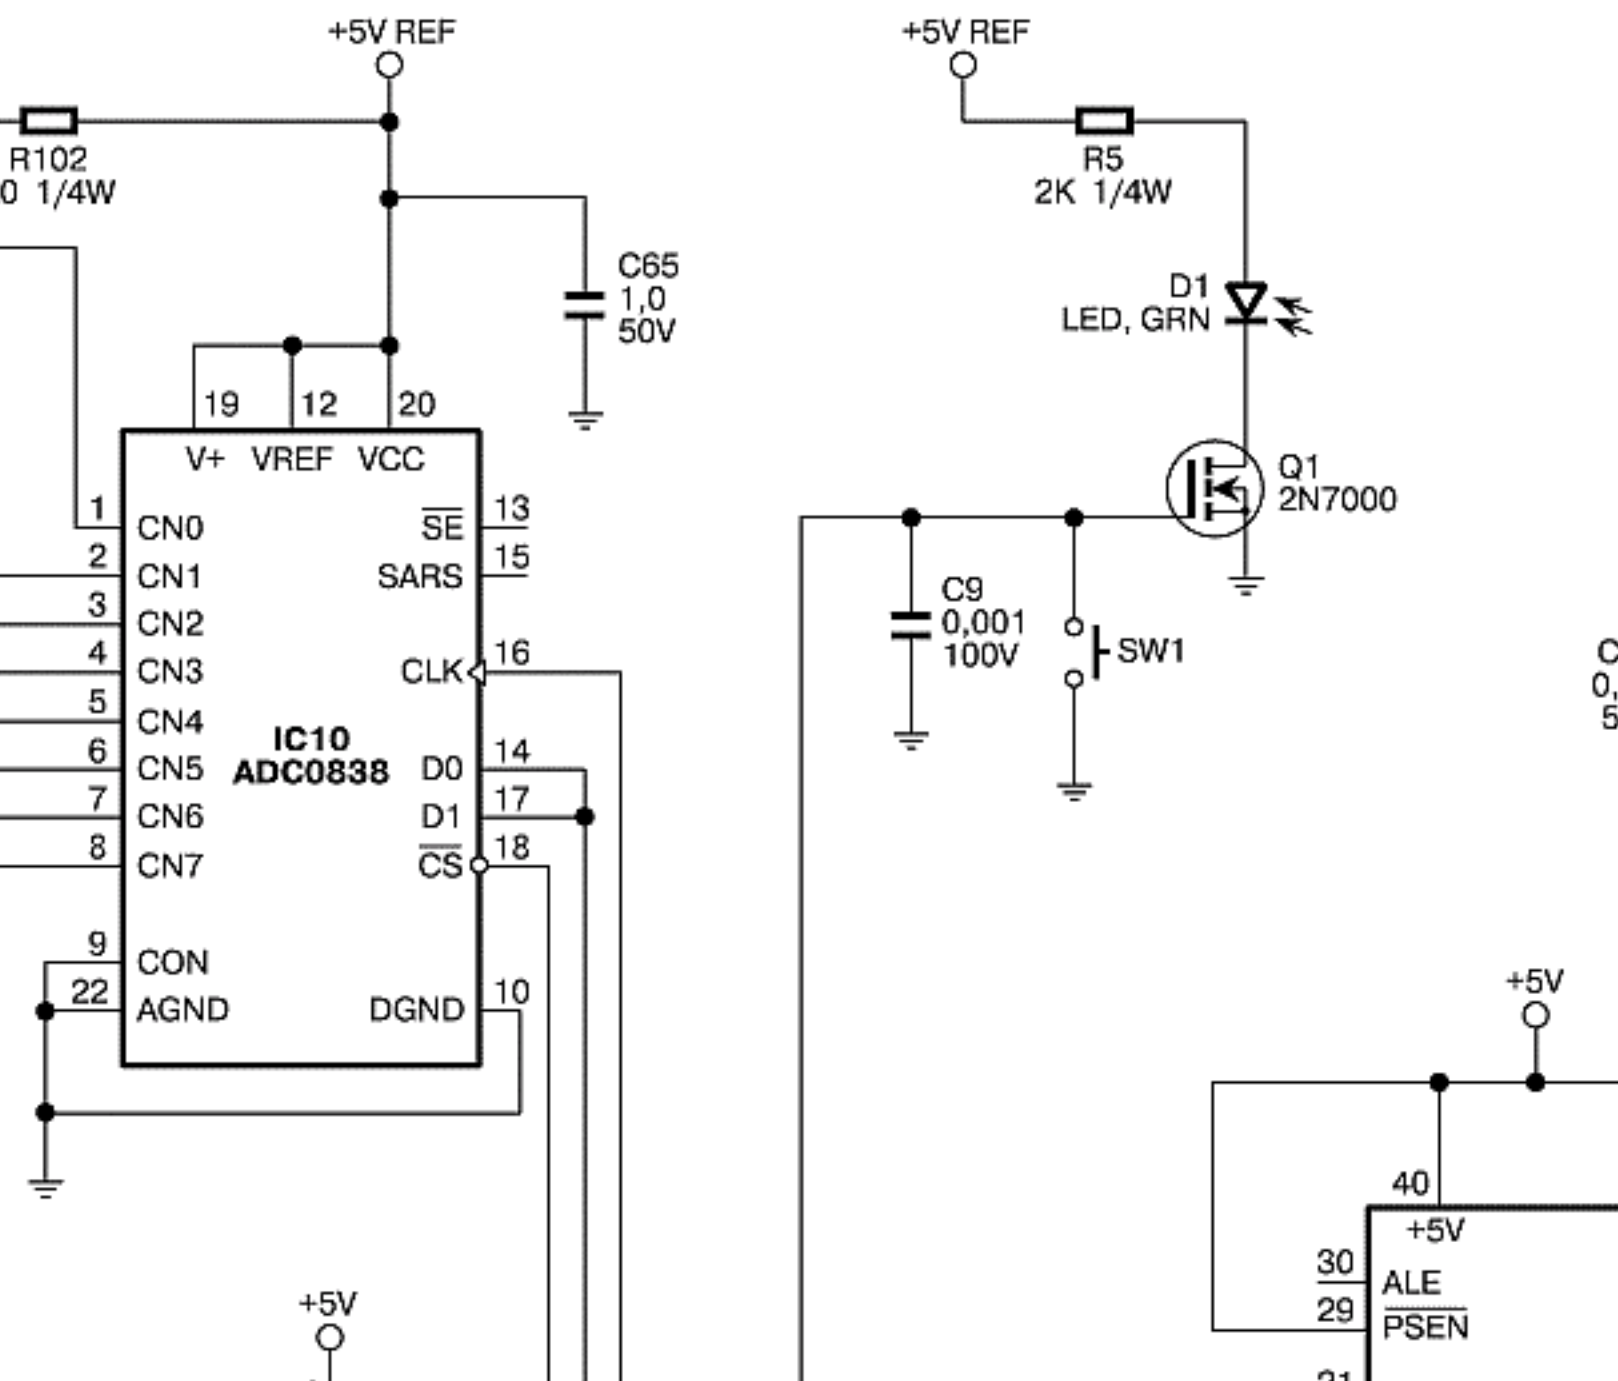 +5V REF
+5V REF
R102
0 1/4W
R5
2K 1/4W
C65
1,0
50V
D1
LED, GRN
19
12
20
V+
VREF
VCC
Q1
2N7000
1
CN0
SE
13
2
CN1
SARS
15
3
CN2
4
CN3
CLK
16
5
CN4
6
CN5
D0
14
7
CN6
D1
17
8
CN7
CS
18
IC10
ADC0838
9
CON
22
AGND
DGND
10
C9
0,001
100V
SW1
C
0,
5
+5V
40
+5V
30
ALE
29
PSEN
+5V